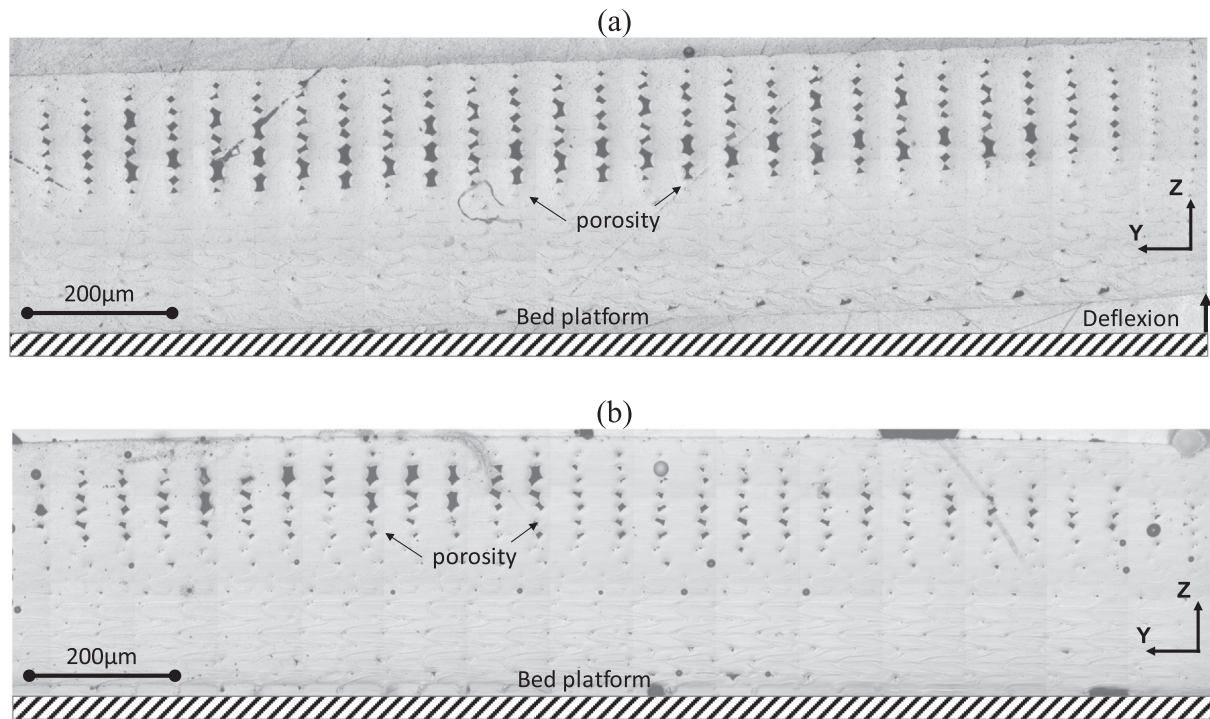 (a)
porosity
Z
Y
200μm
Bed platform
Deflexion
(b)
porosity
Z
Y
200μm
Bed platform